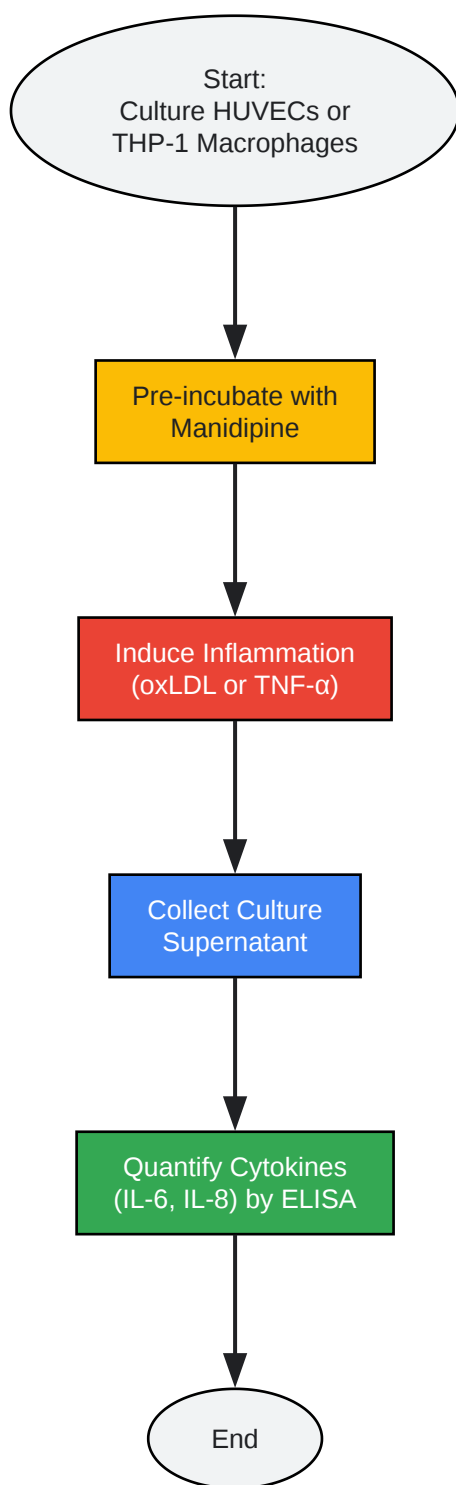 Start:
Culture HUVECs or
THP-1 Macrophages
Pre-incubate with
Manidipine
Induce Inflammation
(oxLDL or TNF-α)
Collect Culture
Supernatant
Quantify Cytokines
(IL-6, IL-8) by ELISA
End